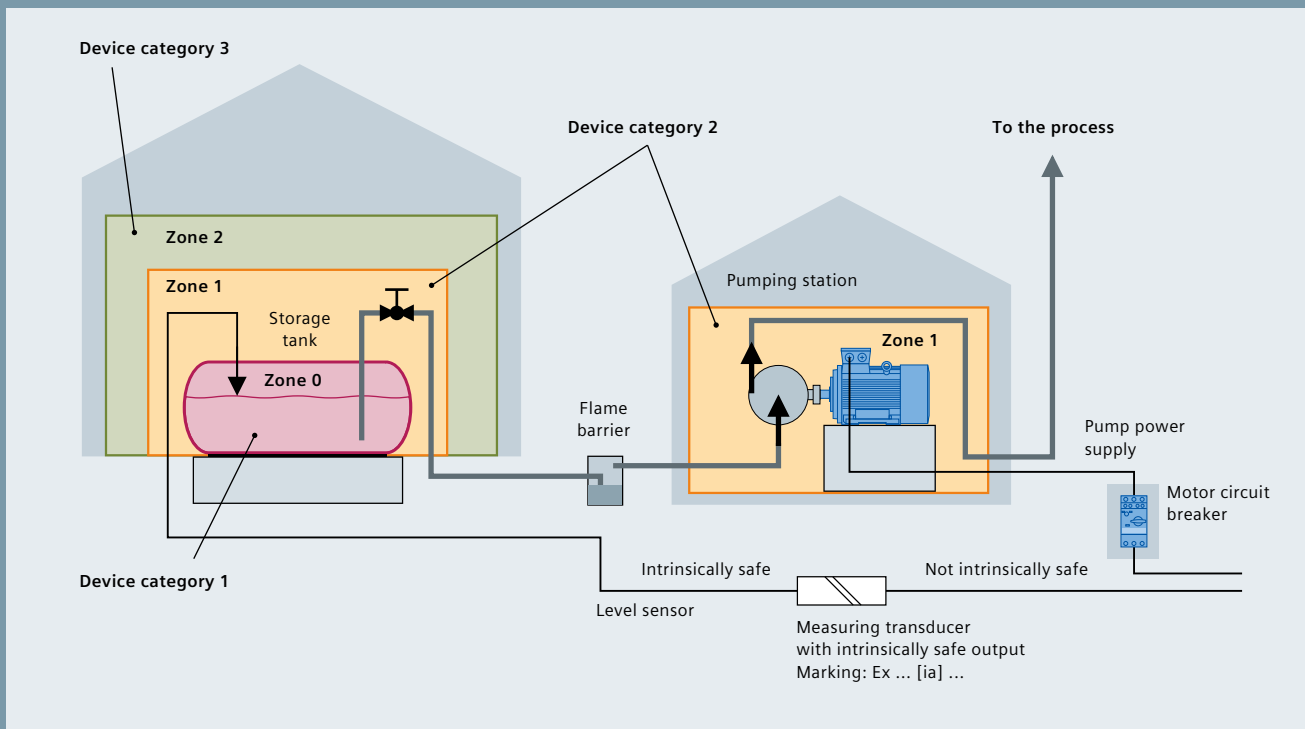 Device category 3
Device category 2
To the process
Zone 2
Zone 1
Storage
tank
Zone 0
Pumping station
Zone 1
Flame
barrier
Pump power
supply
Motor circuit
breaker
Device category 1
Intrinsically safe
Not intrinsically safe
Level sensor
Measuring transducer
with intrinsically safe output
Marking: Ex ... [ia] ...